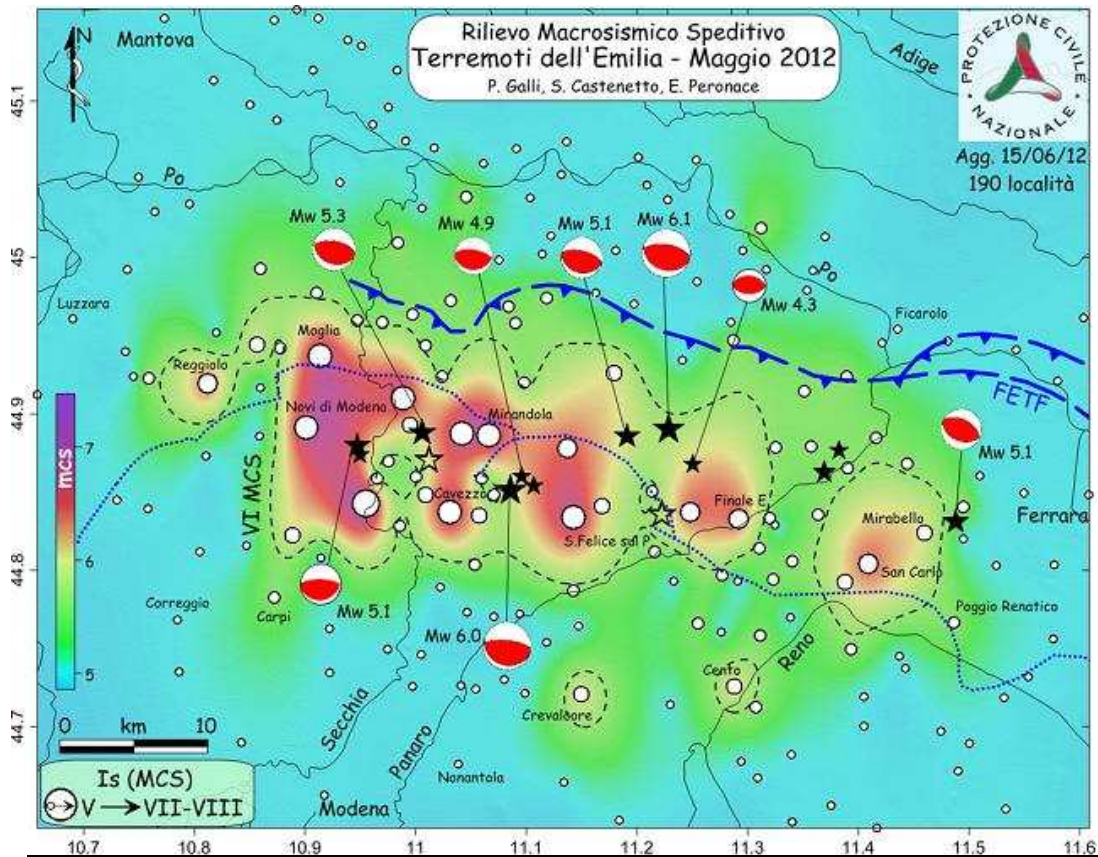 Rilievo Macrosismico Speditivo
Terremoti dell'Emilia - Maggio 2012
P. Galli, S. Castenetto, E. Peronace
PROTEZIONE CIVILE
NAZIONALE
Agg. 15/06/12
190 località
N
Mantova
Adige
Po
Mw 5.3
Mw 4.9
Mw 5.1
Mw 6.1
Mw 4.3
Po
Luzzara
Ficarolo
Moglia
Reggiolo
FETF
Novi di Modena
Mirandola
Mw 5.1
VI MCS
Cavezzo
Finale E.
Mirabello
Ferrara
S.Felice sul P.
San Carlo
Correggio
Carpi
Mw 5.1
Mw 6.0
Poggio Renatico
Reno
Cento
Crevalcore
Secchia
Panaro
Nonantola
Modena
mcs
7
6
5
0 km 10
Is (MCS)
V VII-VIII
45.1
45
44.9
44.8
44.7
10.7 10.8 10.9 11 11.1 11.2 11.3 11.4 11.5 11.6